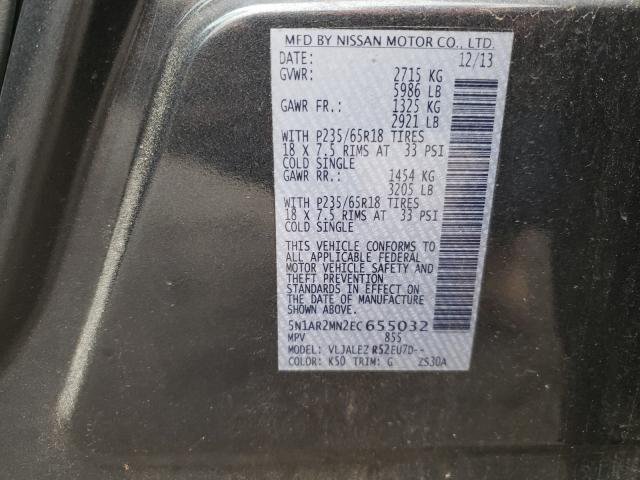 MFD BY NISSAN MOTOR CO., LTD.
DATE: 12/13
GVWR: 2715 KG
5986 LB
GAWR FR.: 1325 KG
2921 LB
WITH P235/65R18 TIRES
18 X 7.5 RIMS AT 33 PSI
COLD SINGLE
GAWR RR.: 1454 KG
3205 LB
WITH P235/65R18 TIRES
18 X 7.5 RIMS AT 33 PSI
COLD SINGLE
THIS VEHICLE CONFORMS TO
ALL APPLICABLE FEDERAL
MOTOR VEHICLE SAFETY AND
THEFT PREVENTION
STANDARDS IN EFFECT ON
THE DATE OF MANUFACTURE
SHOWN ABOVE.
5N1AR2MN2EC655032
MPV 855
MODEL: VLJALEZ R52EU7D--
COLOR: K50 TRIM: G ZS30A